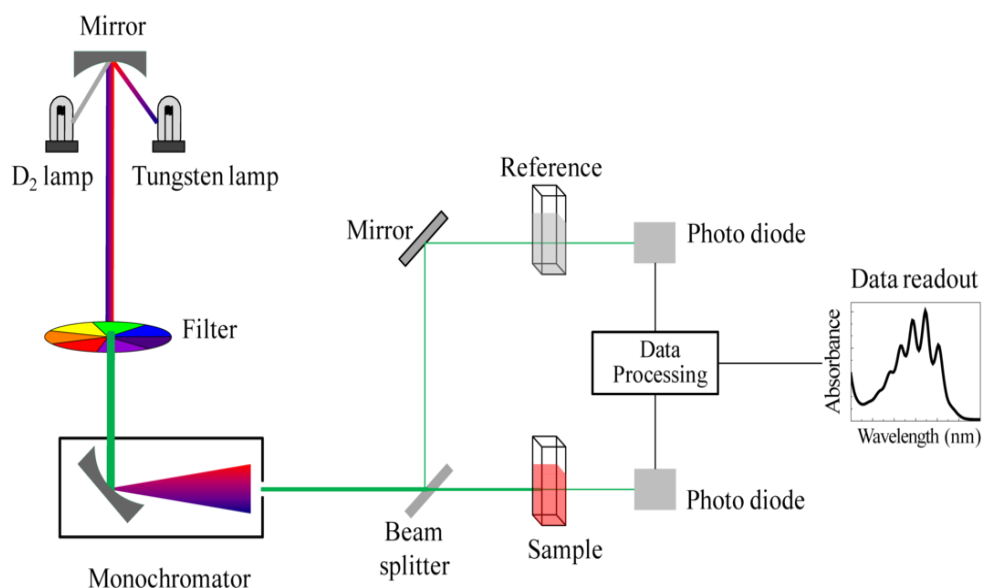 Mirror
D₂ lamp
Tungsten lamp
Filter
Monochromator
Beam
splitter
Mirror
Reference
Sample
Photo diode
Photo diode
Data
Processing
Data readout
Absorbance
Wavelength (nm)